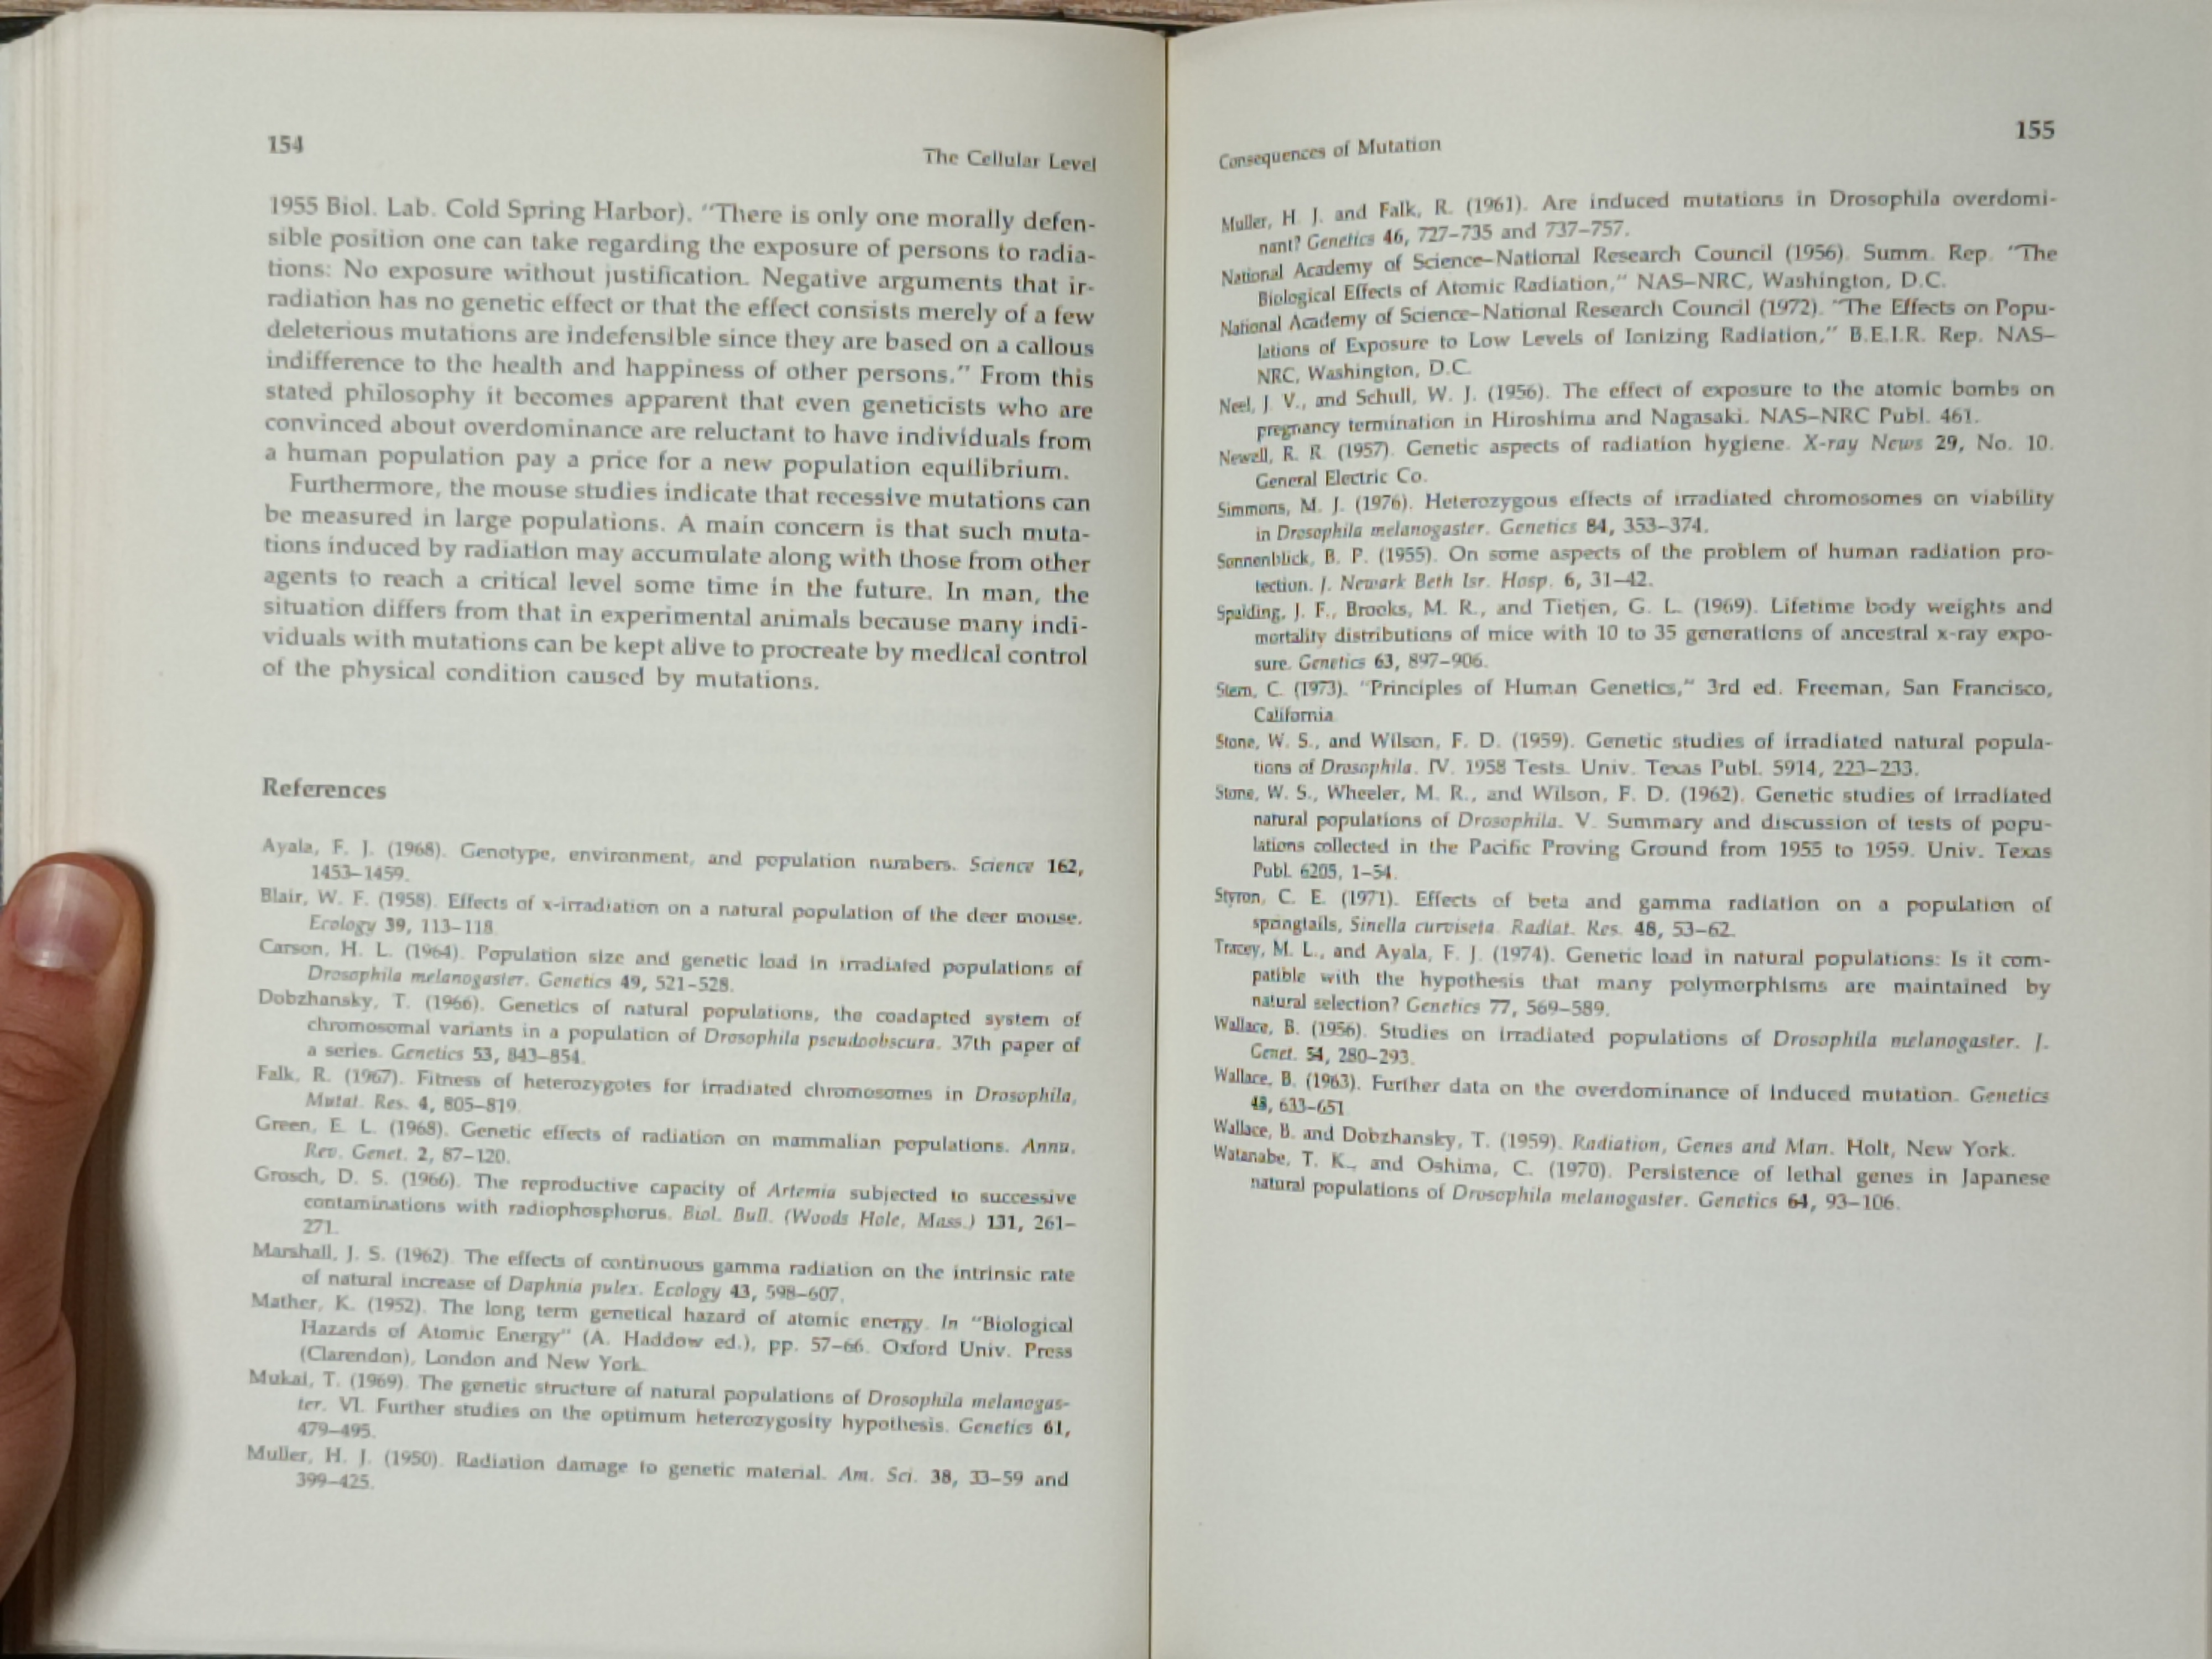 154
The Cellular Level
1955 Biol. Lab. Cold Spring Harbor). “There is only one morally defen-
sible position one can take regarding the exposure of persons to radia-
tions: No exposure without justification. Negative arguments that ir-
radiation has no genetic effect or that the effect consists merely of a few
deleterious mutations are indefensible since they are based on a callous
indifference to the health and happiness of other persons.” From this
stated philosophy it becomes apparent that even geneticists who are
convinced about overdominance are reluctant to have individuals from
a human population pay a price for a new population equilibrium.
Furthermore, the mouse studies indicate that recessive mutations can
be measured in large populations. A main concern is that such muta-
tions induced by radiation may accumulate along with those from other
agents to reach a critical level some time in the future. In man, the
situation differs from that in experimental animals because many indi-
viduals with mutations can be kept alive to procreate by medical control
of the physical condition caused by mutations.
References
Ayala, F. J. (1968). Genotype, environment, and population numbers. Science 162,
1453–1459.
Blair, W. F. (1958). Effects of x-irradiation on a natural population of the deer mouse.
Ecology 39, 113–118.
Carson, H. L. (1964). Population size and genetic load in irradiated populations of
Drosophila melanogaster. Genetics 49, 521–528.
Dobzhansky, T. (1966). Genetics of natural populations, the coadapted system of
chromosomal variants in a population of Drosophila pseudoobscura. 37th paper of
a series. Genetics 53, 843–854.
Falk, R. (1967). Fitness of heterozygotes for irradiated chromosomes in Drosophila,
Mutat. Res. 4, 805–819.
Green, E. L. (1968). Genetic effects of radiation on mammalian populations. Annu.
Rev. Genet. 2, 87–120.
Grosch, D. S. (1966). The reproductive capacity of Artemia subjected to successive
contaminations with radiophosphorus. Biol. Bull. (Woods Hole, Mass.) 131, 261–
271.
Marshall, J. S. (1962). The effects of continuous gamma radiation on the intrinsic rate
of natural increase of Daphnia pulex. Ecology 43, 598–607.
Mather, K. (1952). The long term genetical hazard of atomic energy. In “Biological
Hazards of Atomic Energy” (A. Haddow ed.), pp. 57–66. Oxford Univ. Press
(Clarendon), London and New York.
Mukai, T. (1969). The genetic structure of natural populations of Drosophila melanogas-
ter. VI. Further studies on the optimum heterozygosity hypothesis. Genetics 61,
479–495.
Muller, H. J. (1950). Radiation damage to genetic material. Am. Sci. 38, 33–59 and
399–425.
Consequences of Mutation
155
Muller, H. J. and Falk, R. (1961). Are induced mutations in Drosophila overdomi-
nant? Genetics 46, 727–735 and 737–757.
National Academy of Science–National Research Council (1956). Summ. Rep. “The
Biological Effects of Atomic Radiation,” NAS–NRC, Washington, D.C.
National Academy of Science–National Research Council (1972). “The Effects on Popu-
lations of Exposure to Low Levels of Ionizing Radiation,” B.E.I.R. Rep. NAS–
NRC, Washington, D.C.
Neel, J. V., and Schull, W. J. (1956). The effect of exposure to the atomic bombs on
pregnancy termination in Hiroshima and Nagasaki. NAS–NRC Publ. 461.
Newell, R. R. (1957). Genetic aspects of radiation hygiene. X-ray News 29, No. 10.
General Electric Co.
Simmons, M. J. (1976). Heterozygous effects of irradiated chromosomes on viability
in Drosophila melanogaster. Genetics 84, 353–374.
Sonnenblick, B. P. (1955). On some aspects of the problem of human radiation pro-
tection. J. Newark Beth Isr. Hosp. 6, 31–42.
Spalding, J. F., Brooks, M. R., and Tietjen, G. L. (1969). Lifetime body weights and
mortality distributions of mice with 10 to 35 generations of ancestral x-ray expo-
sure. Genetics 63, 897–906.
Stern, C. (1973). “Principles of Human Genetics,” 3rd ed. Freeman, San Francisco,
California
Stone, W. S., and Wilson, F. D. (1959). Genetic studies of irradiated natural popula-
tions of Drosophila. IV. 1958 Tests. Univ. Texas Publ. 5914, 223–233.
Stone, W. S., Wheeler, M. R., and Wilson, F. D. (1962). Genetic studies of irradiated
natural populations of Drosophila. V. Summary and discussion of tests of popu-
lations collected in the Pacific Proving Ground from 1955 to 1959. Univ. Texas
Publ. 6205, 1–54.
Styron, C. E. (1971). Effects of beta and gamma radiation on a population of
springtails, Sinella curviseta. Radiat. Res. 48, 53–62.
Tracey, M. L., and Ayala, F. J. (1974). Genetic load in natural populations: Is it com-
patible with the hypothesis that many polymorphisms are maintained by
natural selection? Genetics 77, 569–589.
Wallace, B. (1956). Studies on irradiated populations of Drosophila melanogaster. J.
Genet. 54, 280–293.
Wallace, B. (1963). Further data on the overdominance of induced mutation. Genetics
48, 633–651
Wallace, B. and Dobzhansky, T. (1959). Radiation, Genes and Man. Holt, New York.
Watanabe, T. K., and Oshima, C. (1970). Persistence of lethal genes in Japanese
natural populations of Drosophila melanogaster. Genetics 64, 93–106.